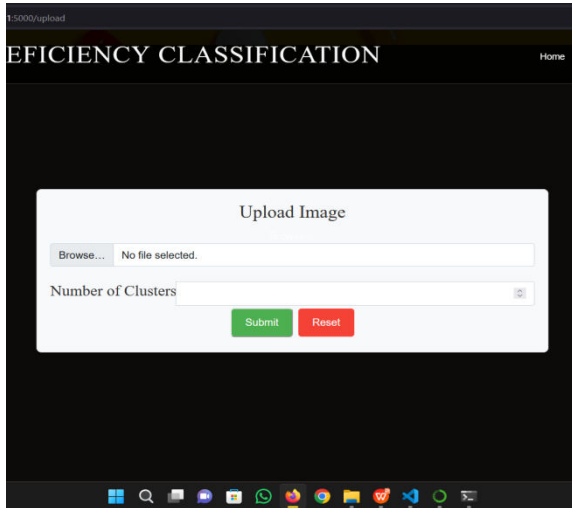 1:5000/upload
EFICIENCY CLASSIFICATION
Home
Upload Image
Browse... No file selected.
Number of Clusters
Submit Reset